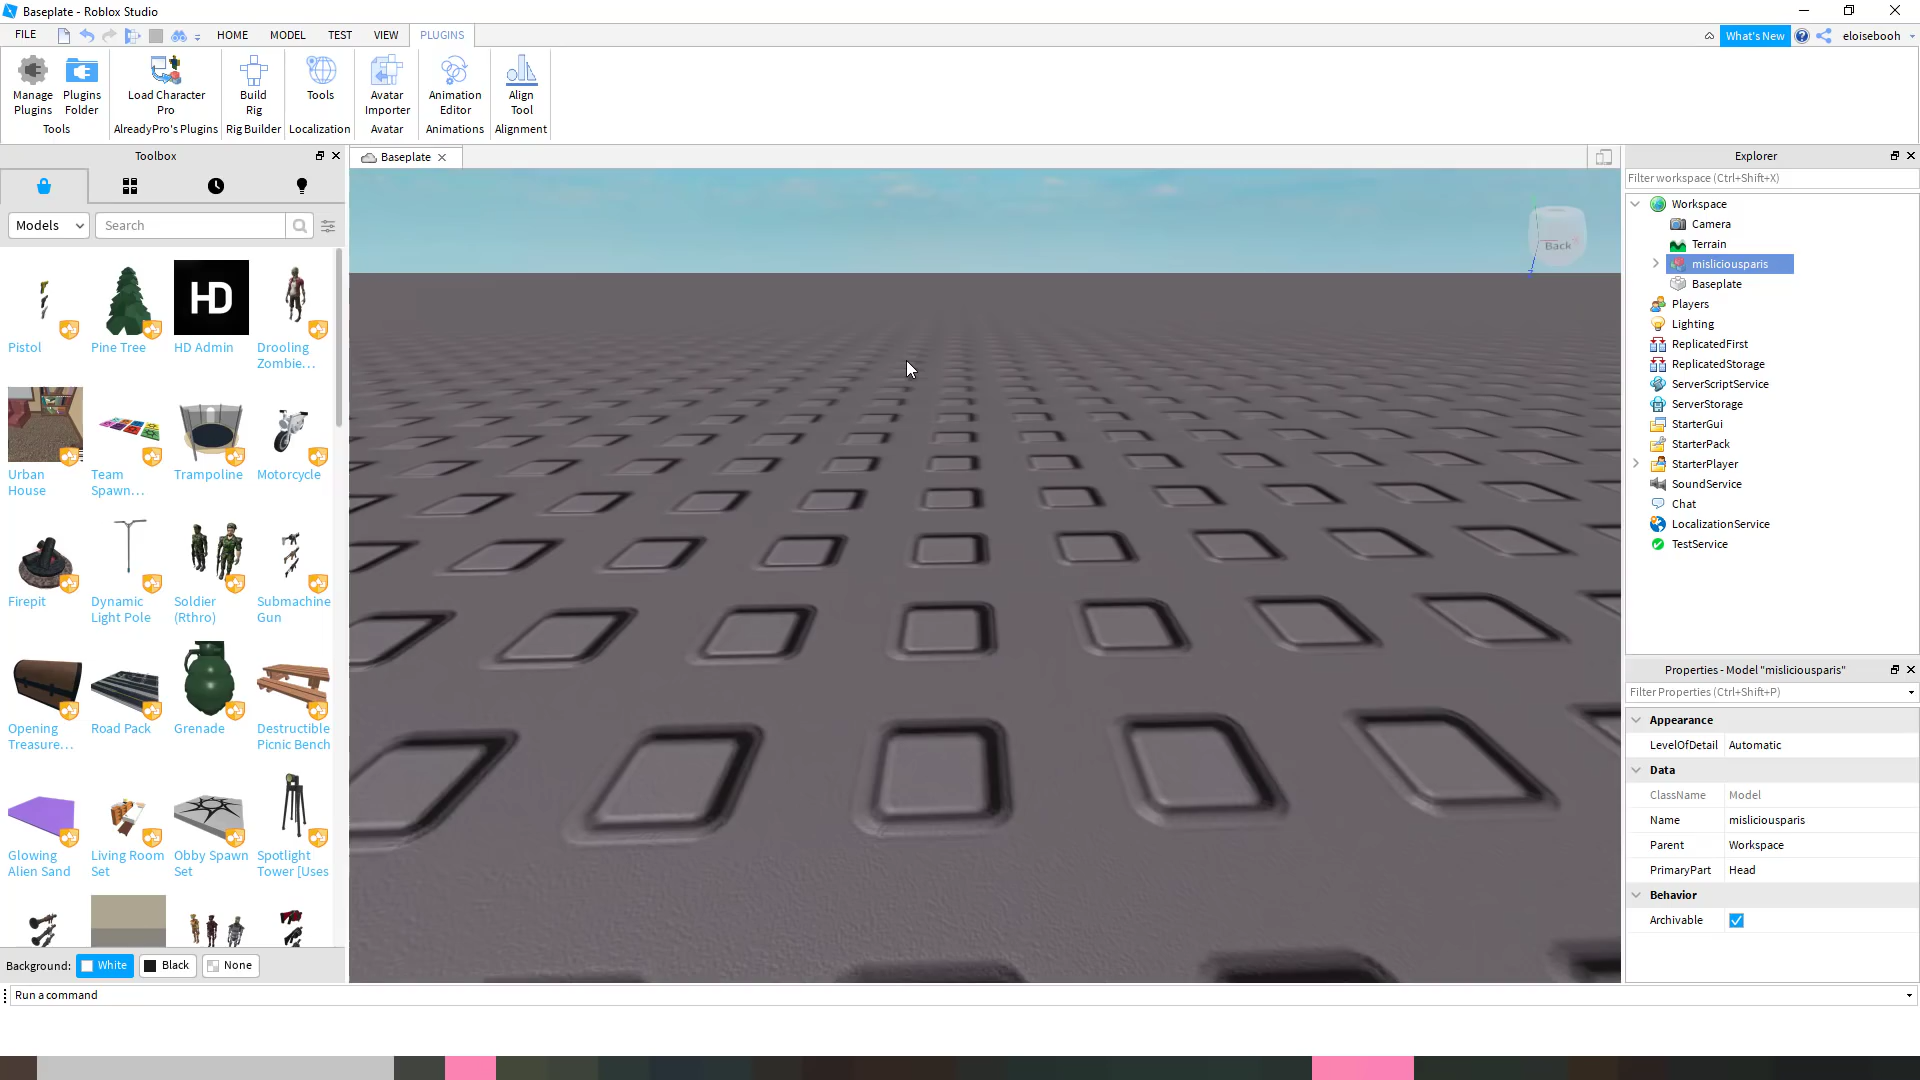 Baseplate - Roblox Studio
FILE HOME MODEL TEST VIEW PLUGINS What's New eloisebooh
Manage Plugins
Plugins Folder
Tools
Load Character Pro
AlreadyPro's Plugins
Build Rig
Rig Builder
Tools
Localization
Avatar Importer
Avatar
Animation Editor
Animations
Align Tool
Alignment
Toolbox
Models
Search
Pistol
Pine Tree
HD
HD Admin
Drooling
Zombie...
Urban
House
Team
Spawn...
Trampoline
Motorcycle
Firepit
Dynamic
Light Pole
Soldier
(Rthro)
Submachine
Gun
Opening
Treasure...
Road Pack
Grenade
Destructible
Picnic Bench
Glowing
Alien Sand
Living Room
Set
Obby Spawn
Set
Spotlight
Tower [Uses
Background: White Black None
Run a command
Baseplate
Back
Explorer
Filter workspace (Ctrl+Shift+X)
Workspace
Camera
Terrain
misliciousparis
Baseplate
Players
Lighting
ReplicatedFirst
ReplicatedStorage
ServerScriptService
ServerStorage
StarterGui
StarterPack
StarterPlayer
SoundService
Chat
LocalizationService
TestService
Properties - Model "misliciousparis"
Filter Properties (Ctrl+Shift+P)
Appearance
LevelOfDetail Automatic
Data
ClassName Model
Name misliciousparis
Parent Workspace
PrimaryPart Head
Behavior
Archivable